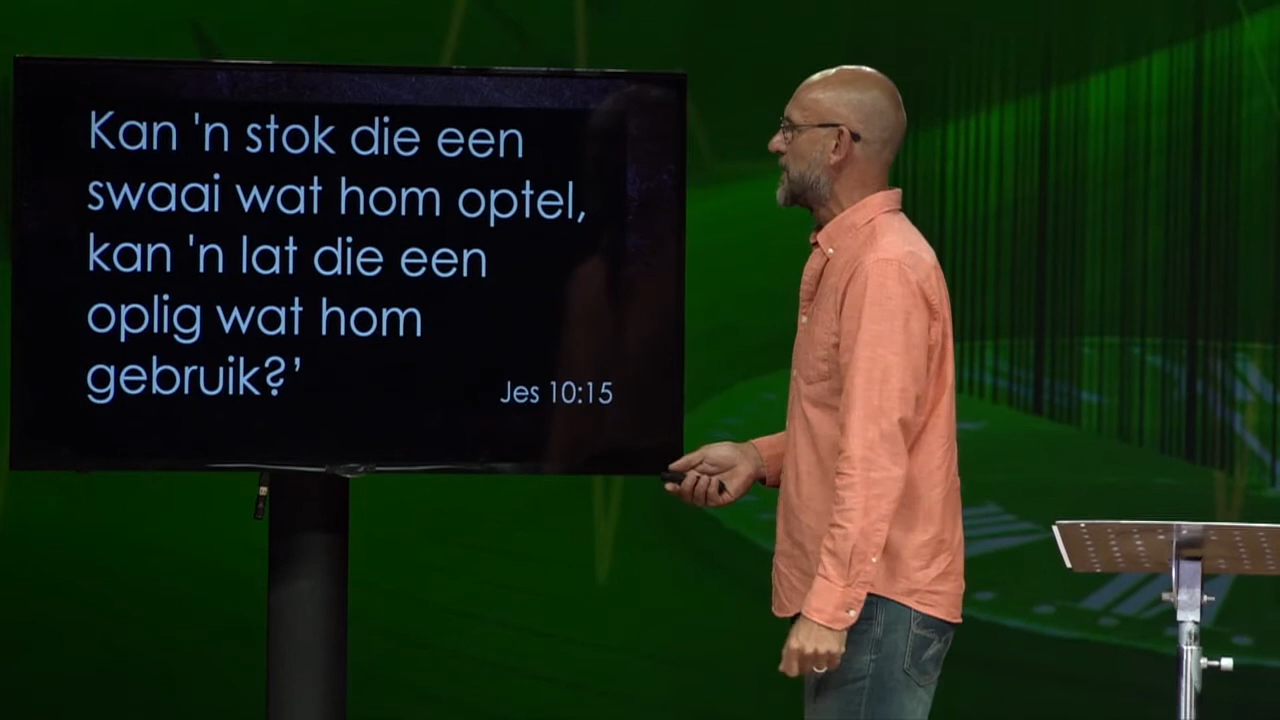 Kan 'n stok die een
swaai wat hom optel,
kan 'n lat die een
oplig wat hom
gebruik?’
Jes 10:15